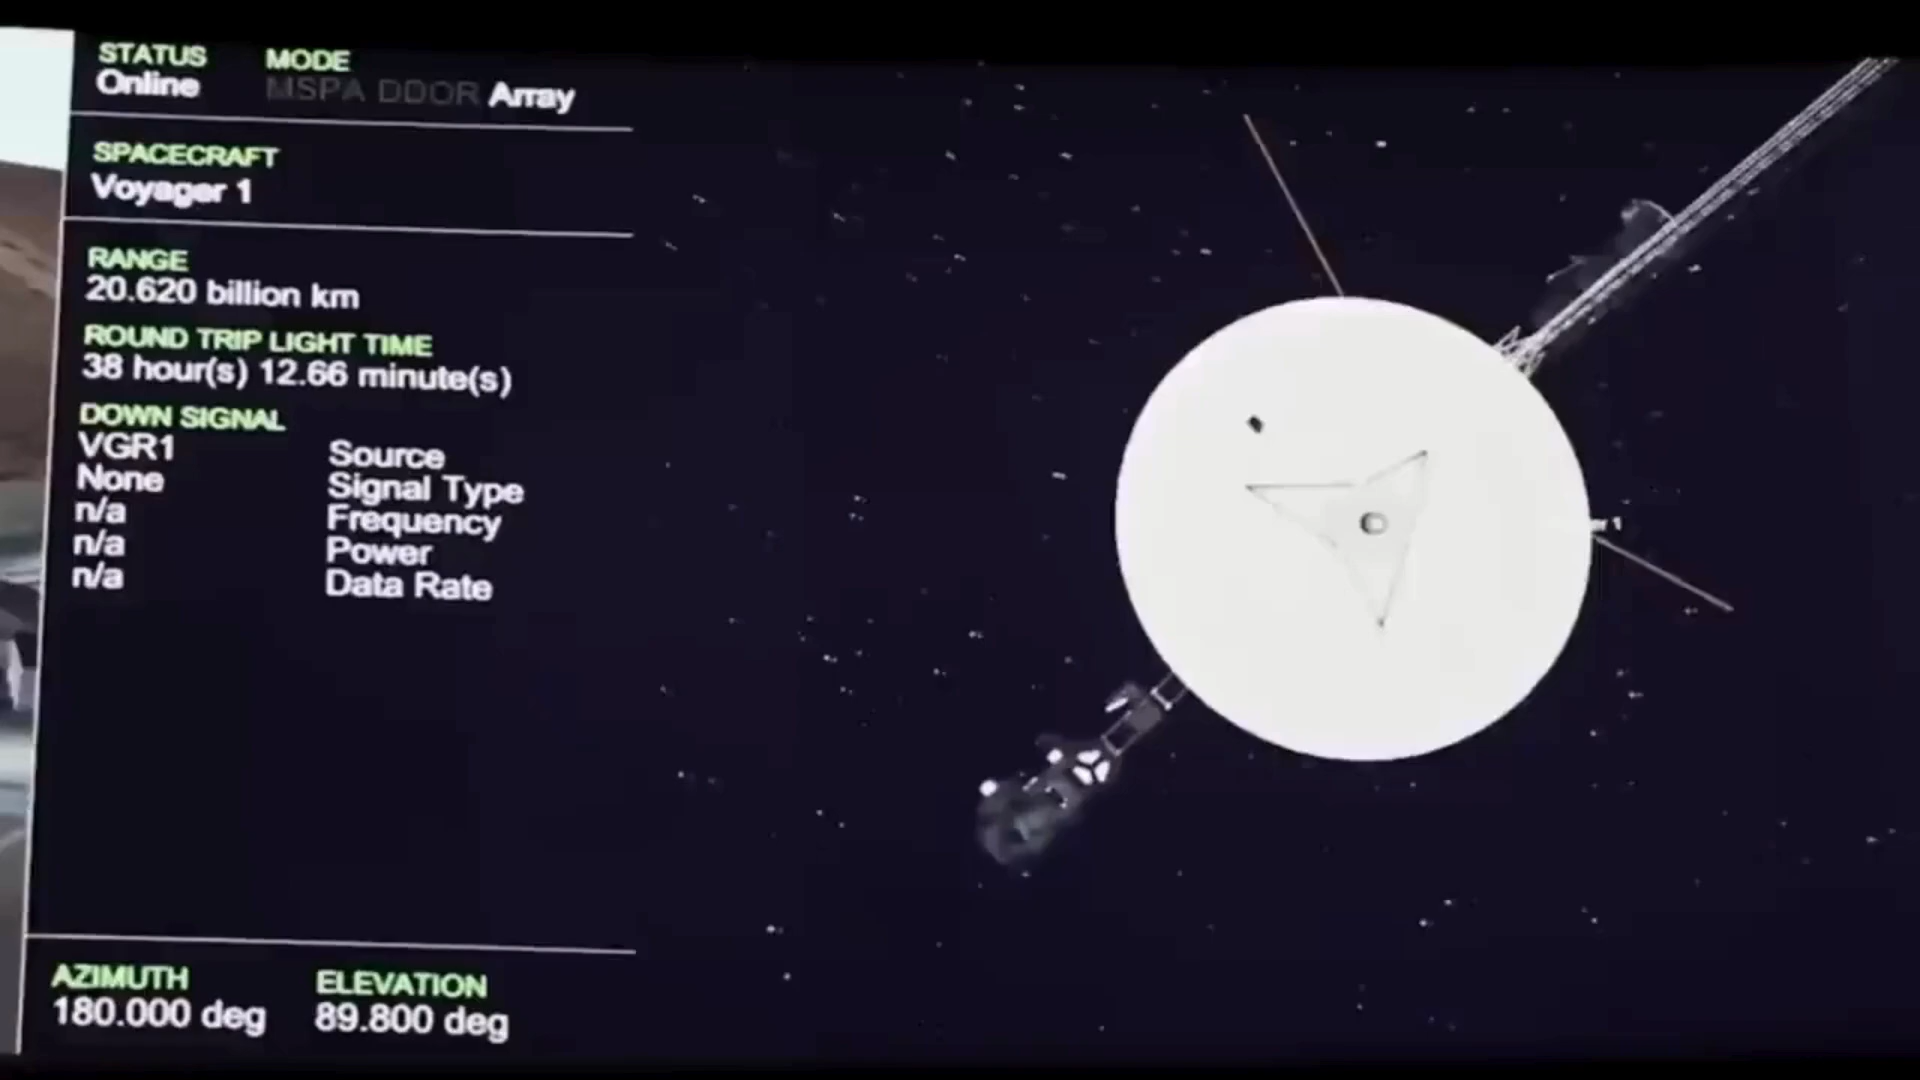 STATUS MODE
Online MSPA DDOR Array
SPACECRAFT
Voyager 1
RANGE
20.620 billion km
ROUND TRIP LIGHT TIME
38 hour(s) 12.66 minute(s)
DOWN SIGNAL
VGR1 Source
None Signal Type
n/a Frequency
n/a Power
n/a Data Rate
1
AZIMUTH ELEVATION
180.000 deg 89.800 deg